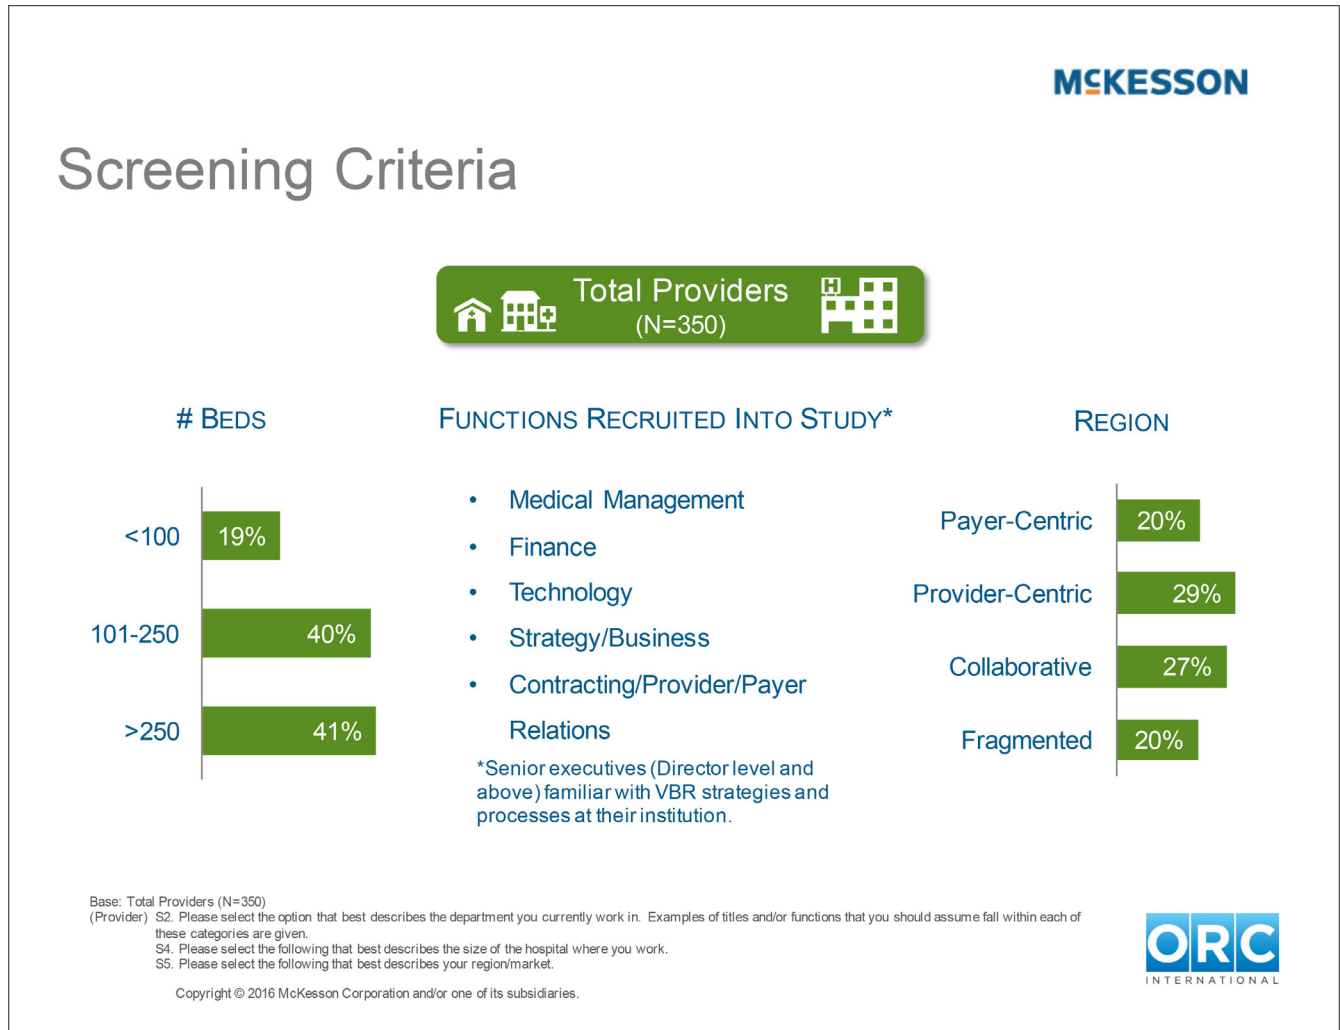 McKESSON
Screening Criteria
Total Providers
(N=350)
# BEDS
<100
19%
101-250
40%
>250
41%
FUNCTIONS RECRUITED INTO STUDY*
• Medical Management
• Finance
• Technology
• Strategy/Business
• Contracting/Provider/Payer
Relations
*Senior executives (Director level and
above) familiar with VBR strategies and
processes at their institution.
REGION
Payer-Centric
20%
Provider-Centric
29%
Collaborative
27%
Fragmented
20%
Base: Total Providers (N=350)
(Provider) S2. Please select the option that best describes the department you currently work in. Examples of titles and/or functions that you should assume fall within each of
these categories are given.
S4. Please select the following that best describes the size of the hospital where you work.
S5. Please select the following that best describes your region/market.
Copyright © 2016 McKesson Corporation and/or one of its subsidiaries.
ORC
INTERNATIONAL
H